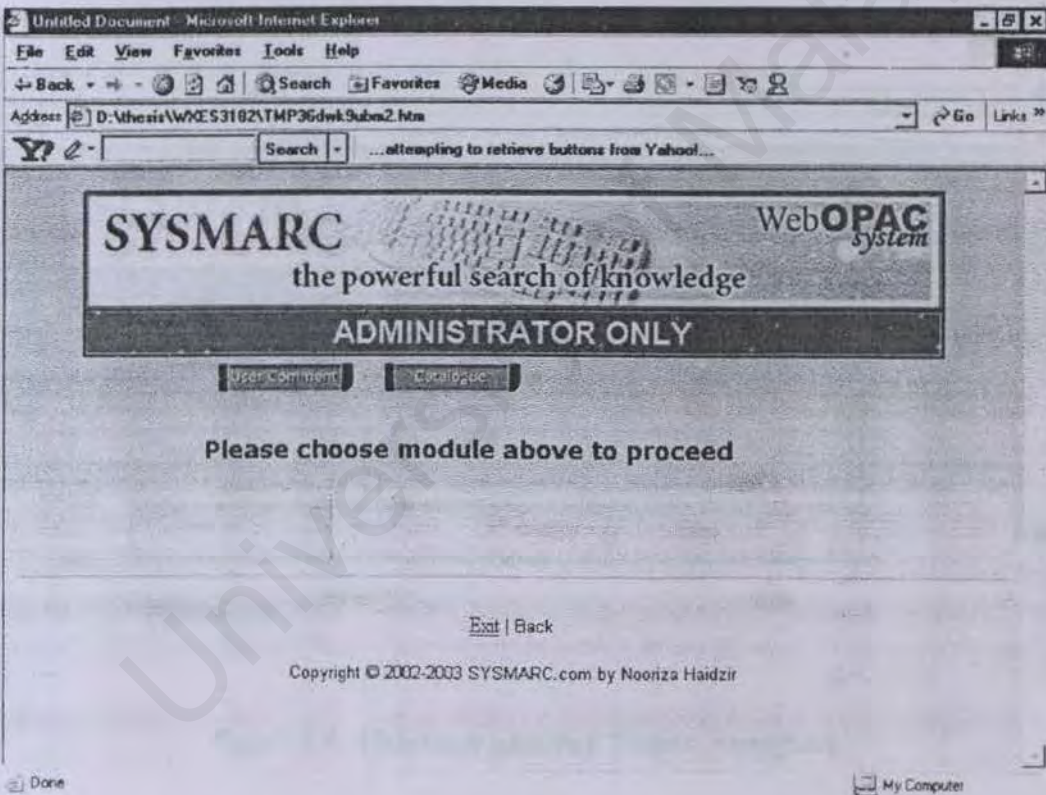 Untitled Document - Microsoft Internet Explorer
File Edit View Favorites Tools Help
Back Search Favorites Media
Address D:\thesis\WXES3182\TMP36dwk9ubm2.htm Go Links »
Y? Search ...attempting to retrieve buttons from Yahoo!...
SYSMARC
WebOPAC
system
the powerful search of knowledge
ADMINISTRATOR ONLY
User Comment Catalogue
Please choose module above to proceed
Exit | Back
Copyright © 2002-2003 SYSMARC.com by Nooriza Haidzir
Done My Computer